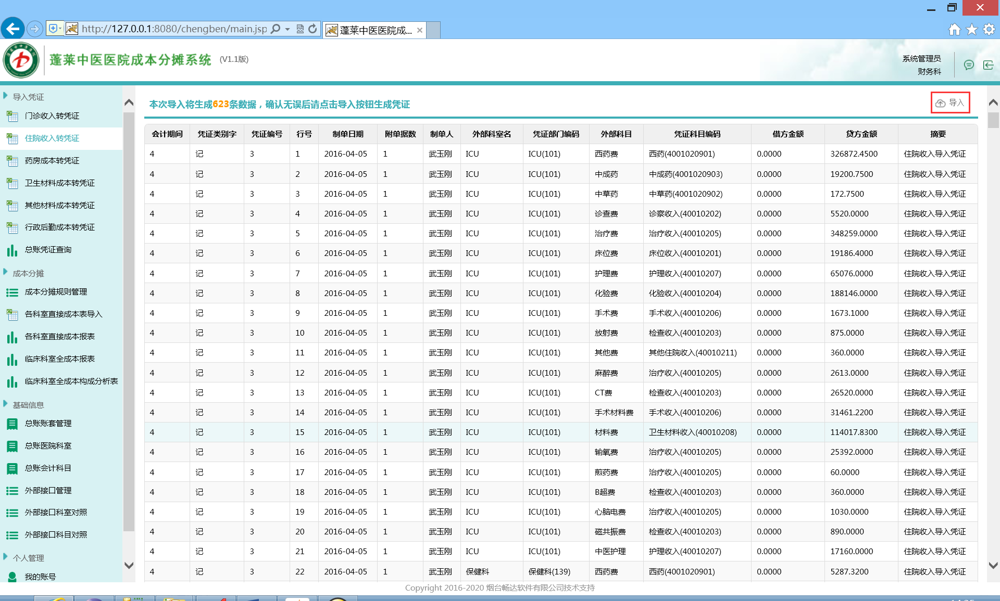 http://127.0.0.1:8080/chengben/main.jsp
蓬莱中医医院成...
蓬莱中医医院成本分摊系统 (V1.1版)
系统管理员
财务科
导入凭证
门诊收入转凭证
住院收入转凭证
药房成本转凭证
卫生材料成本转凭证
其他材料成本转凭证
行政后勤成本转凭证
总账凭证查询
成本分摊
成本分摊规则管理
各科室直接成本表导入
各科室直接成本报表
临床科室全成本报表
临床科室全成本构成分析表
基础信息
总账账套管理
总账医院科室
总账会计科目
外部接口管理
外部接口科室对照
外部接口科目对照
个人管理
我的账号
本次导入将生成623条数据，确认无误后请点击导入按钮生成凭证
导入
会计期间 凭证类别字 凭证编号 行号 制单日期 附单据数 制单人 外部科室名 凭证部门编码 外部科目 凭证科目编码 借方金额 贷方金额 摘要
4 记 3 1 2016-04-05 1 武玉刚 ICU ICU(101) 西药费 西药(4001020901) 0.0000 326872.4500 住院收入导入凭证
4 记 3 2 2016-04-05 1 武玉刚 ICU ICU(101) 中成药 中成药(4001020903) 0.0000 19200.7500 住院收入导入凭证
4 记 3 3 2016-04-05 1 武玉刚 ICU ICU(101) 中草药 中草药(4001020902) 0.0000 172.7500 住院收入导入凭证
4 记 3 4 2016-04-05 1 武玉刚 ICU ICU(101) 诊查费 诊察收入(40010202) 0.0000 5520.0000 住院收入导入凭证
4 记 3 5 2016-04-05 1 武玉刚 ICU ICU(101) 治疗费 治疗收入(40010205) 0.0000 348259.0000 住院收入导入凭证
4 记 3 6 2016-04-05 1 武玉刚 ICU ICU(101) 床位费 床位收入(40010201) 0.0000 19186.4000 住院收入导入凭证
4 记 3 7 2016-04-05 1 武玉刚 ICU ICU(101) 护理费 护理收入(40010207) 0.0000 65076.0000 住院收入导入凭证
4 记 3 8 2016-04-05 1 武玉刚 ICU ICU(101) 化验费 化验收入(40010204) 0.0000 188146.0000 住院收入导入凭证
4 记 3 9 2016-04-05 1 武玉刚 ICU ICU(101) 手术费 手术收入(40010206) 0.0000 1673.1000 住院收入导入凭证
4 记 3 10 2016-04-05 1 武玉刚 ICU ICU(101) 放射费 检查收入(40010203) 0.0000 875.0000 住院收入导入凭证
4 记 3 11 2016-04-05 1 武玉刚 ICU ICU(101) 其他费 其他住院收入(40010211) 0.0000 360.0000 住院收入导入凭证
4 记 3 12 2016-04-05 1 武玉刚 ICU ICU(101) 麻醉费 治疗收入(40010205) 0.0000 2613.0000 住院收入导入凭证
4 记 3 13 2016-04-05 1 武玉刚 ICU ICU(101) CT费 检查收入(40010203) 0.0000 26520.0000 住院收入导入凭证
4 记 3 14 2016-04-05 1 武玉刚 ICU ICU(101) 手术材料费 手术收入(40010206) 0.0000 31461.2200 住院收入导入凭证
4 记 3 15 2016-04-05 1 武玉刚 ICU ICU(101) 材料费 卫生材料收入(40010208) 0.0000 114017.8300 住院收入导入凭证
4 记 3 16 2016-04-05 1 武玉刚 ICU ICU(101) 输氧费 治疗收入(40010205) 0.0000 25392.0000 住院收入导入凭证
4 记 3 17 2016-04-05 1 武玉刚 ICU ICU(101) 煎药费 治疗收入(40010205) 0.0000 60.0000 住院收入导入凭证
4 记 3 18 2016-04-05 1 武玉刚 ICU ICU(101) B超费 检查收入(40010203) 0.0000 360.0000 住院收入导入凭证
4 记 3 19 2016-04-05 1 武玉刚 ICU ICU(101) 心脑电费 治疗收入(40010205) 0.0000 1030.0000 住院收入导入凭证
4 记 3 20 2016-04-05 1 武玉刚 ICU ICU(101) 磁共振费 检查收入(40010203) 0.0000 890.0000 住院收入导入凭证
4 记 3 21 2016-04-05 1 武玉刚 ICU ICU(101) 中医护理 护理收入(40010207) 0.0000 17160.0000 住院收入导入凭证
4 记 3 22 2016-04-05 1 武玉刚 保健科 保健科(139) 西药费 西药(4001020901) 0.0000 5287.3200 住院收入导入凭证
Copyright 2016-2020 烟台畅达软件有限公司技术支持